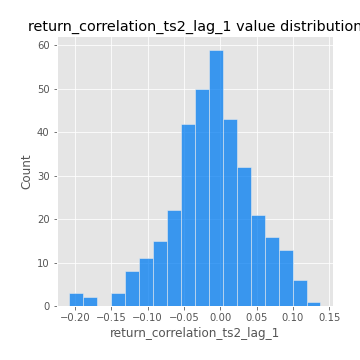 return_correlation_ts2_lag_1 value distribution
60
50
40
30
20
10
0
Count
−0.20 −0.15 −0.10 −0.05 0.00 0.05 0.10 0.15
return_correlation_ts2_lag_1